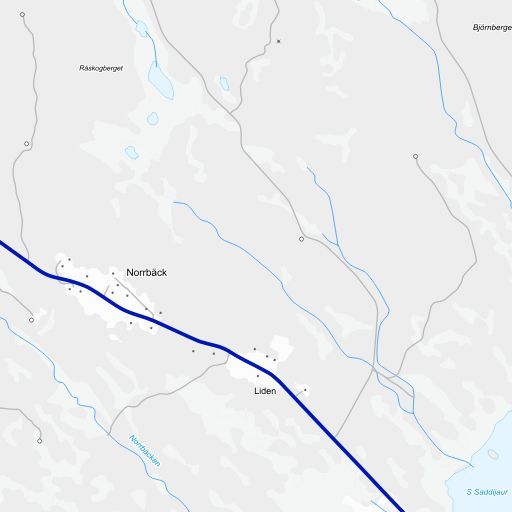 Björnberget
Råskogberget
Norrbäck
Liden
Norrbäcken
S Saddijaur